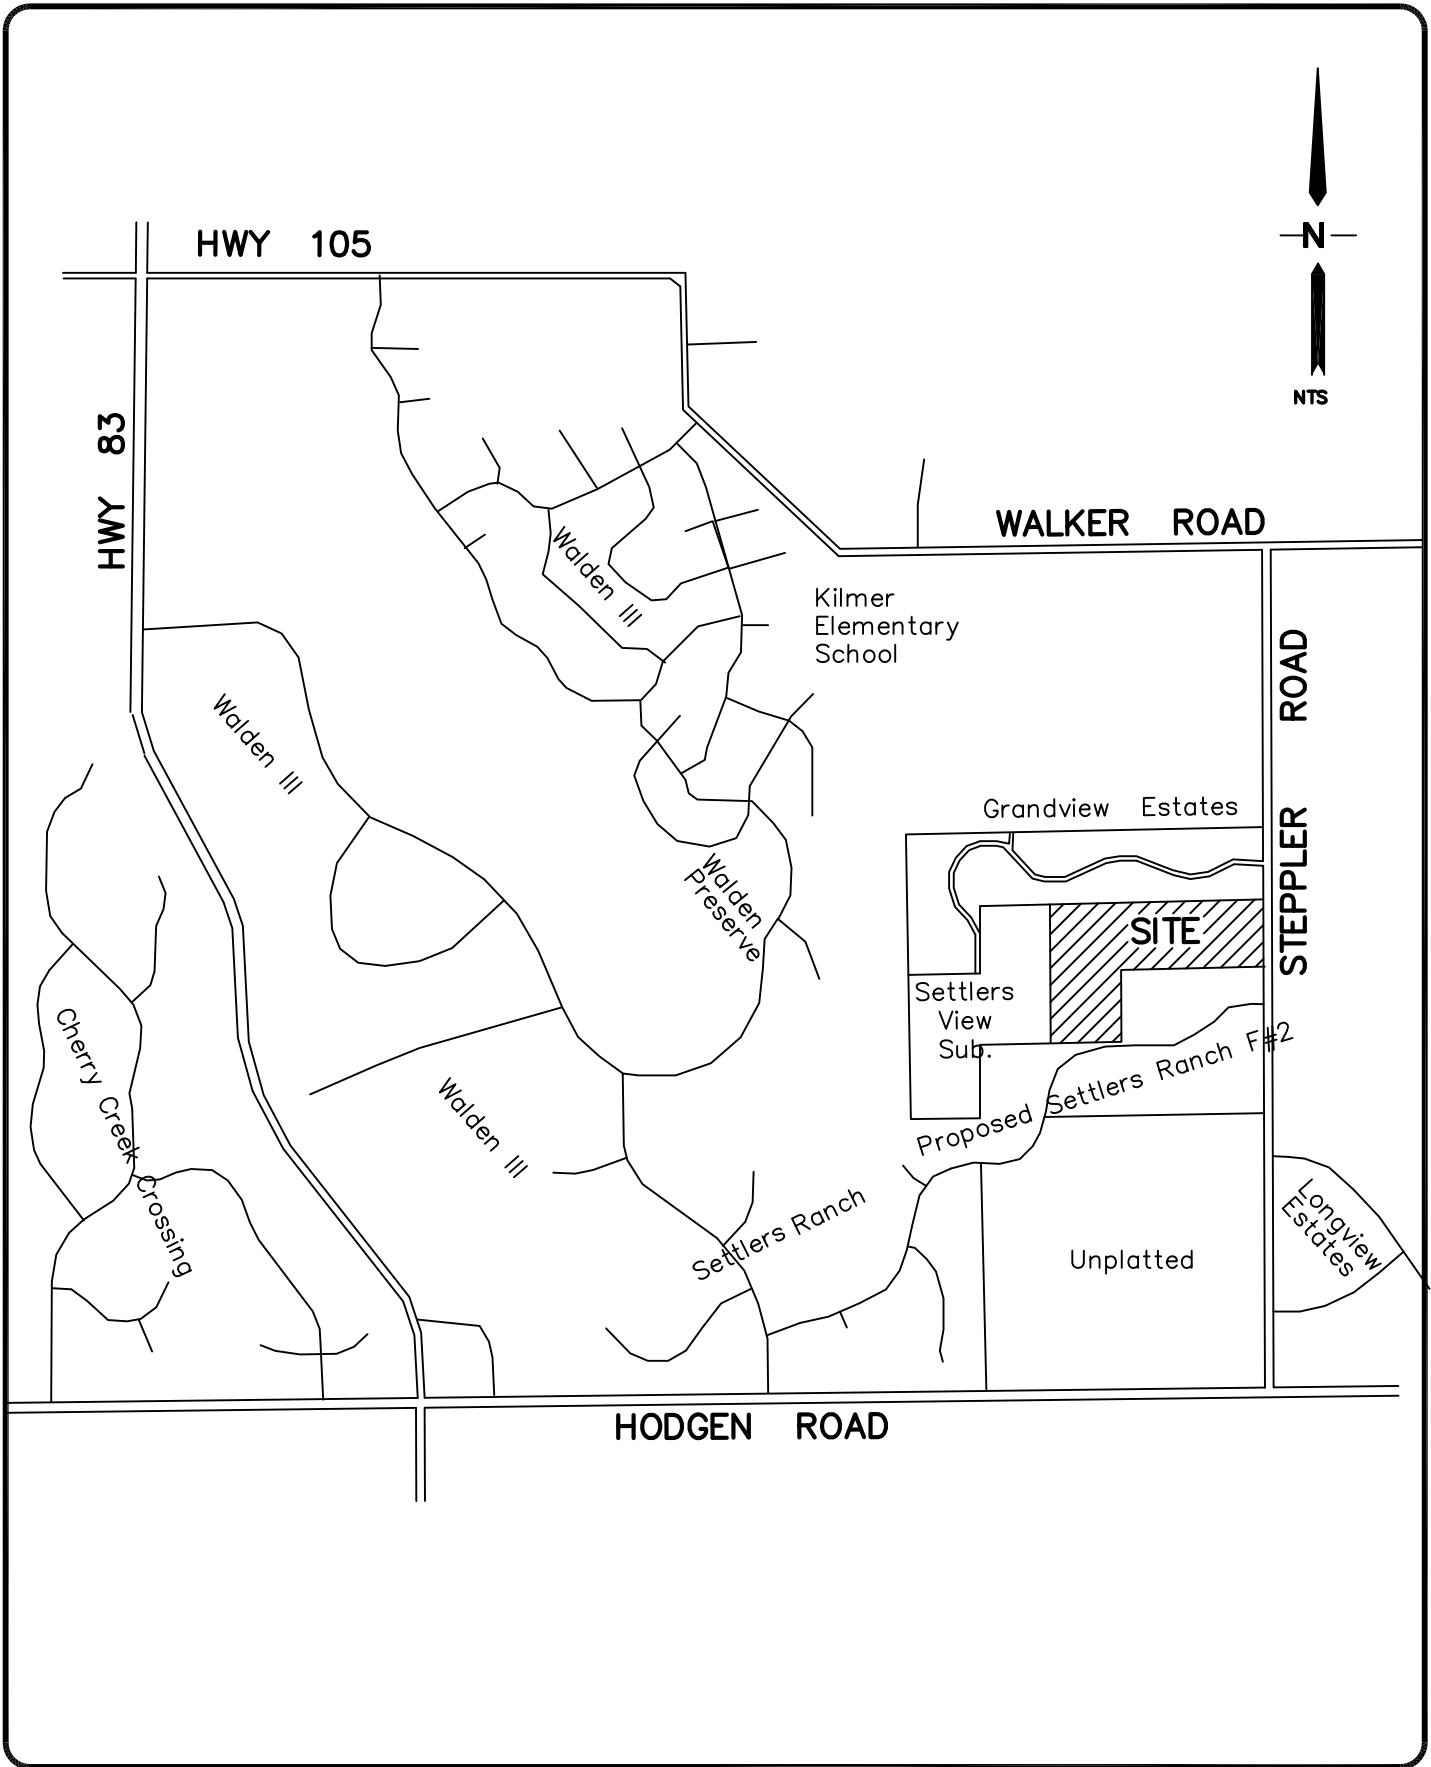 HWY 105
N
NTS
HWY 83
WALKER ROAD
Walden III
Kilmer
Elementary
School
STEPPLER ROAD
Walden III
Grandview Estates
Walden
Preserve
SITE
Settlers
View
Sub.
Cherry Creek Crossing
Proposed Settlers Ranch F#2
Walden III
Settlers Ranch
Longview
Estates
Unplatted
HODGEN ROAD